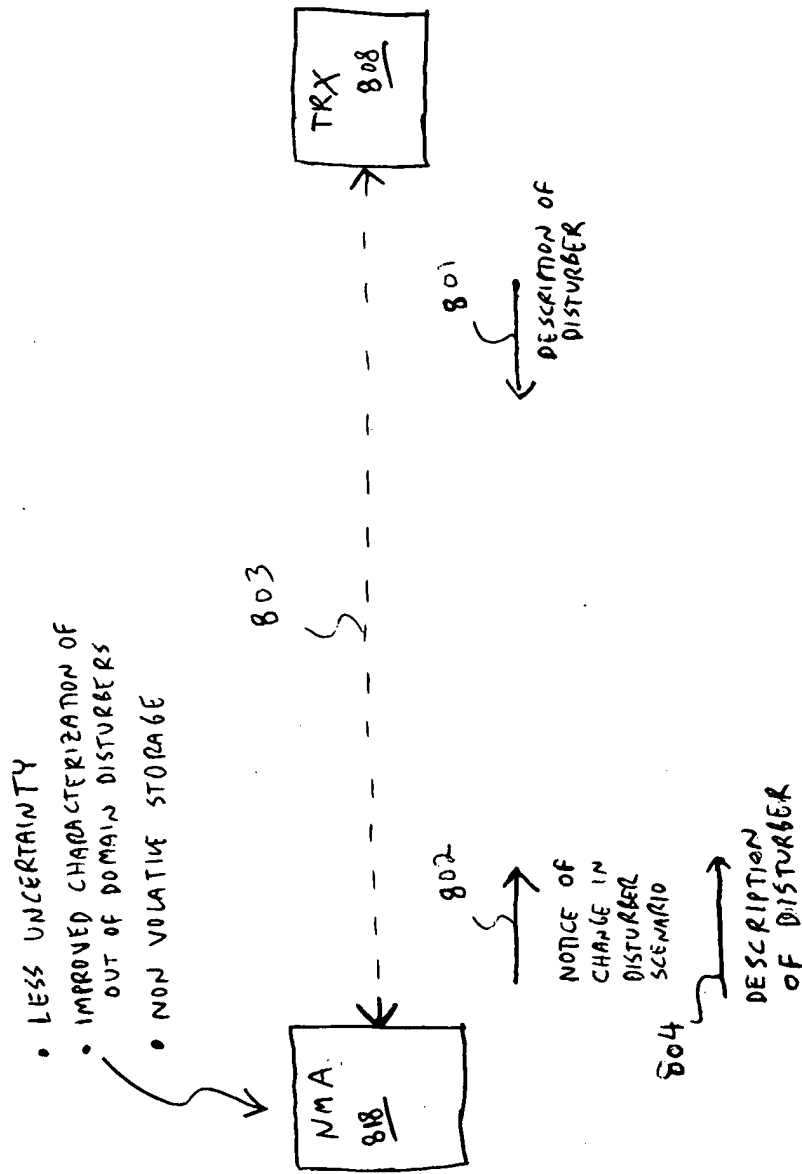 • LESS UNCERTAINTY
• IMPROVED CHARACTERIZATION OF
OUT OF DOMAIN DISTURBERS
• NON VOLATIVE STORAGE
NMA.
818
803
TRX
808
802
NOTICE OF
CHANGE IN
DISTURBER
SCENARIO
801
DESCRIPTION OF
DISTURBER
804
DESCRIPTION
OF DISTURBER